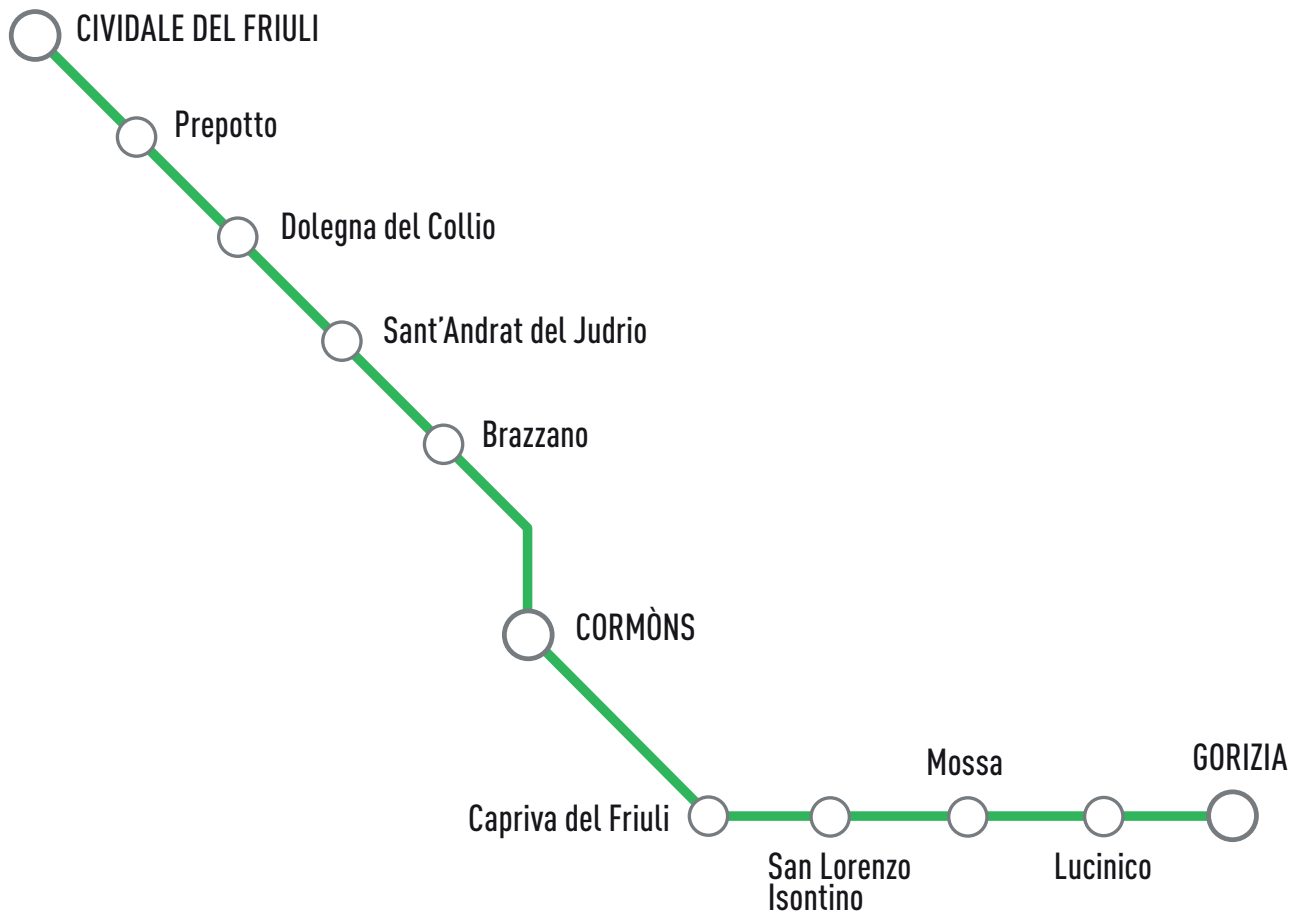 CIVIDALE DEL FRIULI
Prepotto
Dolegna del Collio
Sant'Andrat del Judrio
Brazzano
CORMÒNS
Capriva del Friuli
San Lorenzo
Isontino
Mossa
Lucinico
GORIZIA